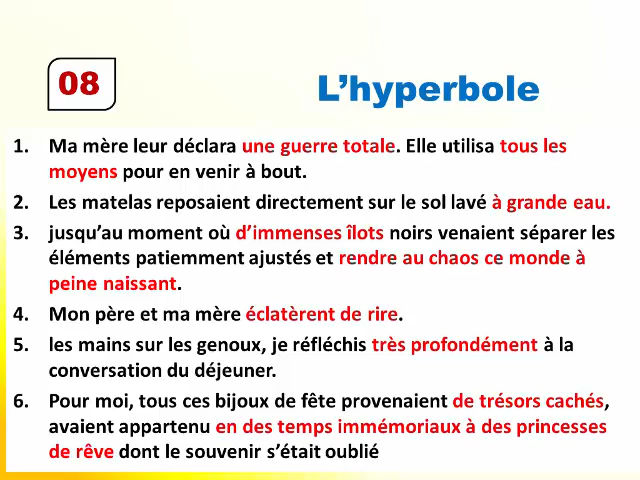 08
L'hyperbole
1. Ma mère leur déclara une guerre totale. Elle utilisa tous les
moyens pour en venir à bout.
2. Les matelas reposaient directement sur le sol lavé à grande eau.
3. jusqu'au moment où d'immenses îlots noirs venaient séparer les
éléments patiemment ajustés et rendre au chaos ce monde à
peine naissant.
4. Mon père et ma mère éclatèrent de rire.
5. les mains sur les genoux, je réfléchis très profondément à la
conversation du déjeuner.
6. Pour moi, tous ces bijoux de fête provenaient de trésors cachés,
avaient appartenu en des temps immémoriaux à des princesses
de rêve dont le souvenir s'était oublié